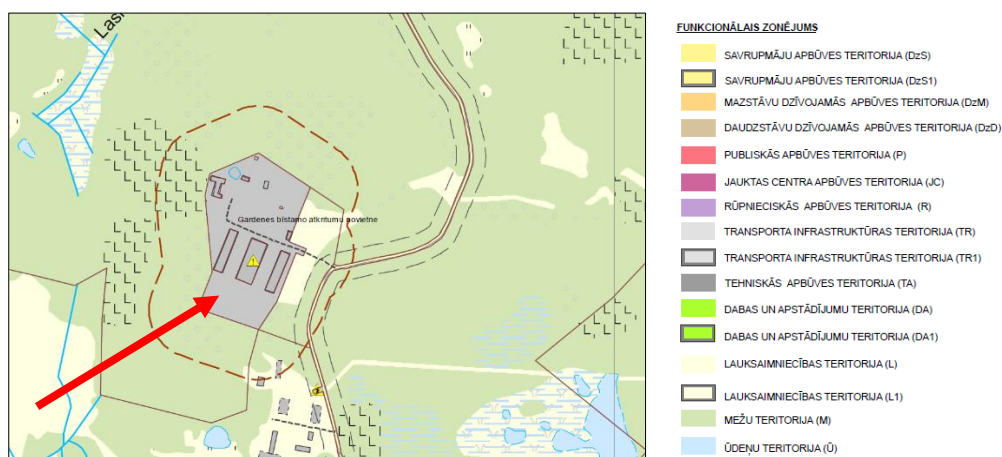 Gardenes bīstamo atkritumu novietne
FUNKCIONĀLAIS ZONĒJUMS
SAVRUPMĀJU APBŪVES TERITORIJA (DzS)
SAVRUPMĀJU APBŪVES TERITORIJA (DzS1)
MAZSTĀVU DZĪVOJAMĀS APBŪVES TERITORIJA (DzM)
DAUDZSTĀVU DZĪVOJAMĀS APBŪVES TERITORIJA (DzD)
PUBLISKĀS APBŪVES TERITORIJA (P)
JAUKTAS CENTRA APBŪVES TERITORIJA (JC)
RŪPNIECISKĀS APBŪVES TERITORIJA (R)
TRANSPORTA INFRASTRUKTŪRAS TERITORIJA (TR)
TRANSPORTA INFRASTRUKTŪRAS TERITORIJA (TR1)
TEHNISKĀS APBŪVES TERITORIJA (TA)
DABAS UN APSTĀDĪJUMU TERITORIJA (DA)
DABAS UN APSTĀDĪJUMU TERITORIJA (DA1)
LAUKSAIMNIECĪBAS TERITORIJA (L)
LAUKSAIMNIECĪBAS TERITORIJA (L1)
MEŽU TERITORIJA (M)
ŪDEŅU TERITORIJA (Ū)